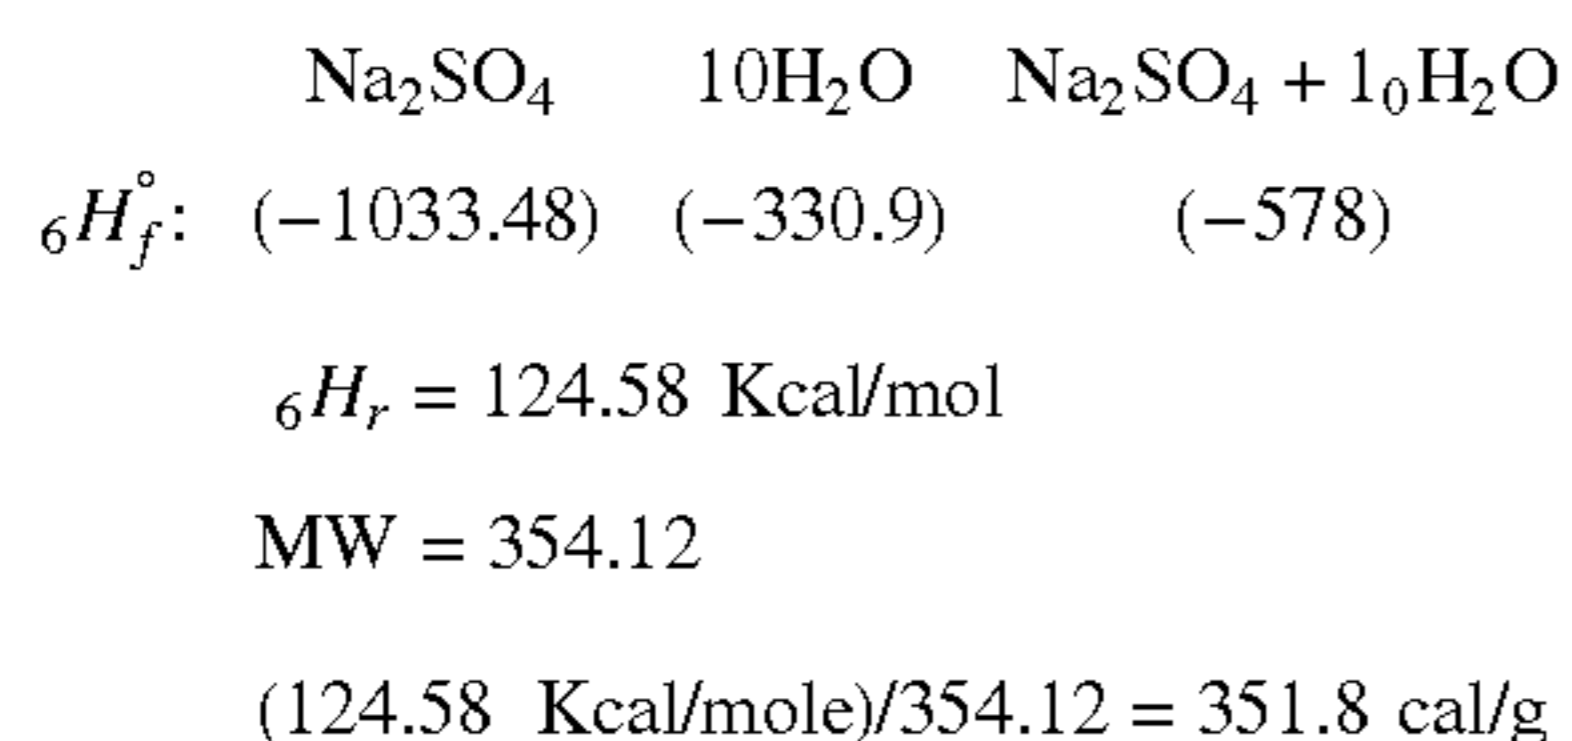 Na₂SO₄ 10H₂O Na₂SO₄ + 1₀H₂O
₆H°f: (−1033.48) (−330.9) (−578)
₆Hᵣ = 124.58 Kcal/mol
MW = 354.12
(124.58 Kcal/mole)/354.12 = 351.8 cal/g